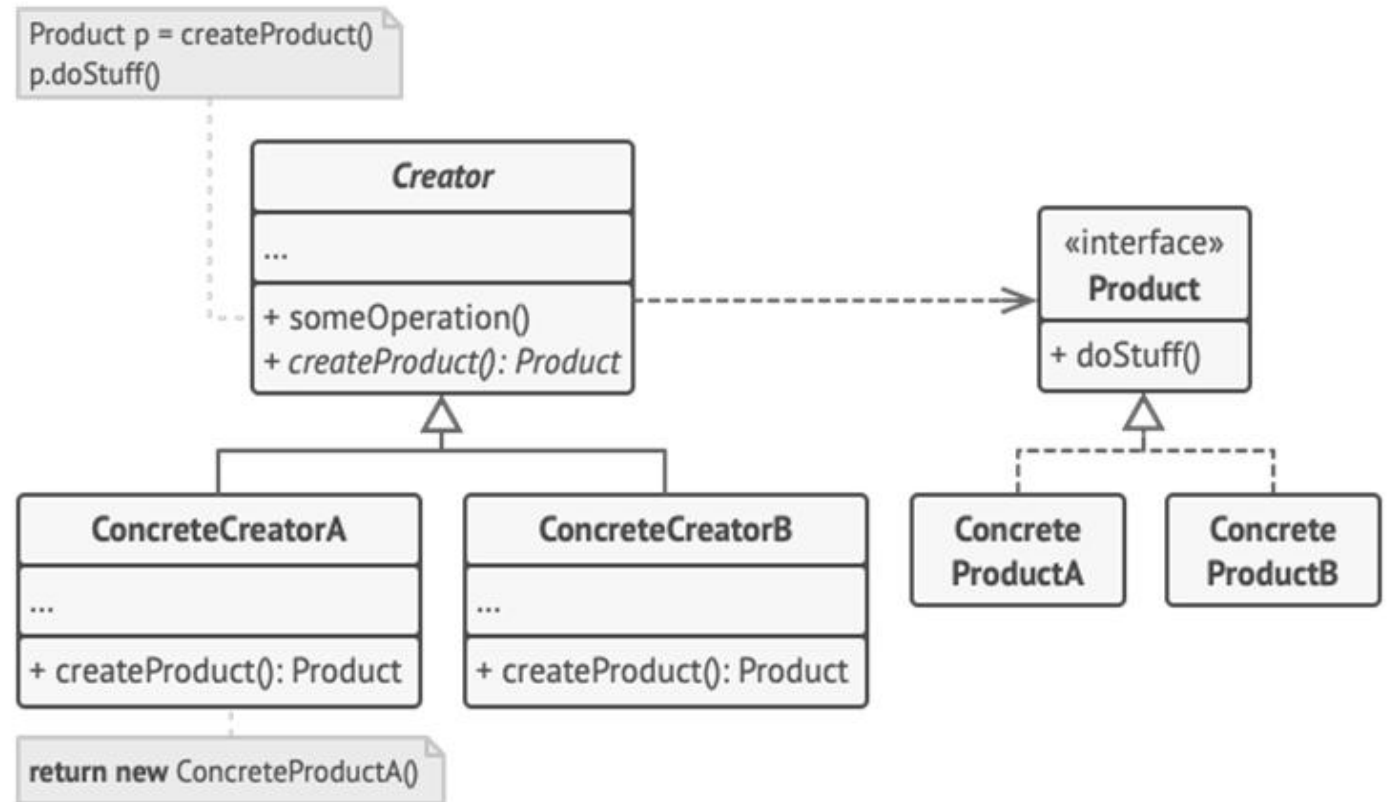 Product p = createProduct()
p.doStuff()
Creator
...
+ someOperation()
+ createProduct(): Product
«interface»
Product
+ doStuff()
ConcreteCreatorA
...
+ createProduct(): Product
ConcreteCreatorB
...
+ createProduct(): Product
Concrete
ProductA
Concrete
ProductB
return new ConcreteProductA()